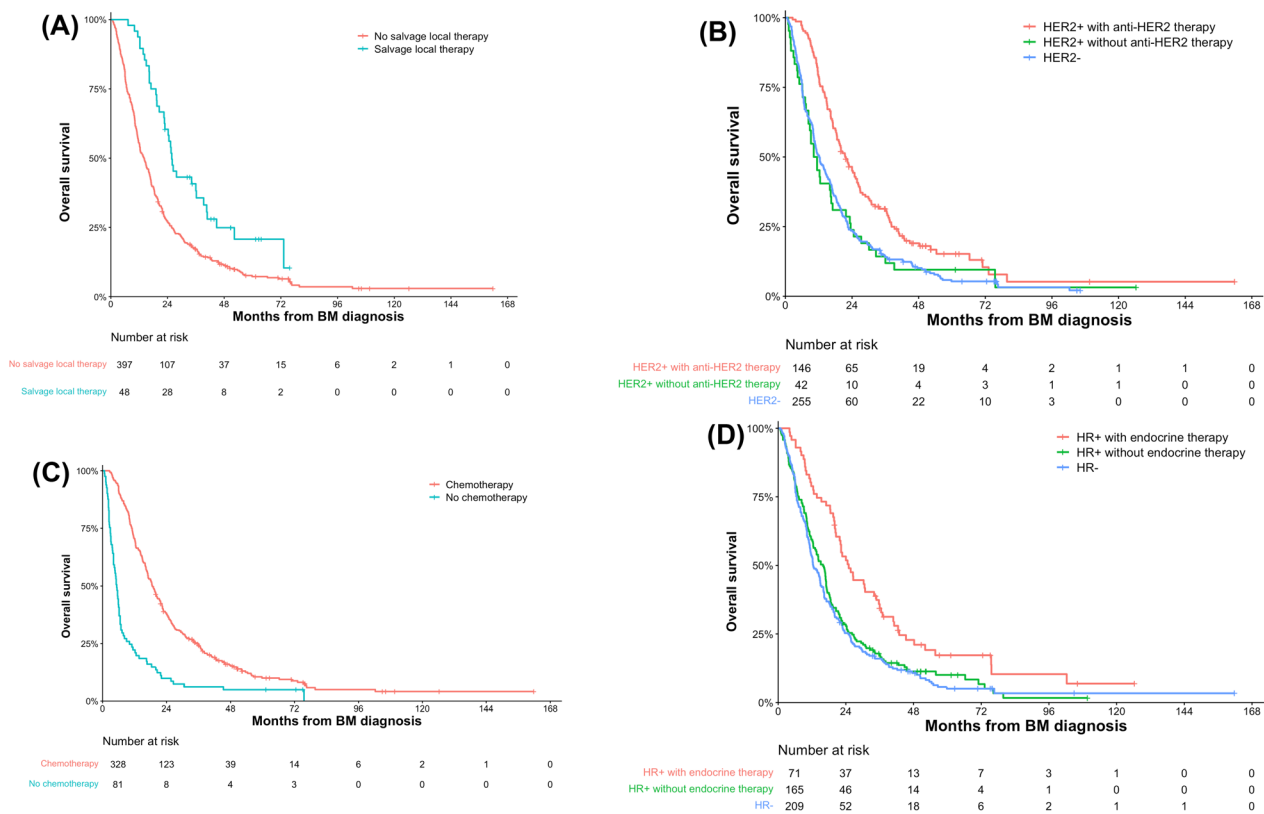 (A)
Overall survival
100%
75%
50%
25%
0%
No salvage local therapy
Salvage local therapy
0 24 48 72 96 120 144 168
Months from BM diagnosis
Number at risk
No salvage local therapy 397 107 37 15 6 2 1 0
Salvage local therapy 48 28 8 2 0 0 0 0
(B)
Overall survival
100%
75%
50%
25%
0%
HER2+ with anti-HER2 therapy
HER2+ without anti-HER2 therapy
HER2-
0 24 48 72 96 120 144 168
Months from BM diagnosis
Number at risk
HER2+ with anti-HER2 therapy 146 65 19 4 2 1 1 0
HER2+ without anti-HER2 therapy 42 10 4 3 1 1 0 0
HER2- 255 60 22 10 3 0 0 0
(C)
Overall survival
100%
75%
50%
25%
0%
Chemotherapy
No chemotherapy
0 24 48 72 96 120 144 168
Months from BM diagnosis
Number at risk
Chemotherapy 328 123 39 14 6 2 1 0
No chemotherapy 81 8 4 3 0 0 0 0
(D)
Overall survival
100%
75%
50%
25%
0%
HR+ with endocrine therapy
HR+ without endocrine therapy
HR-
0 24 48 72 96 120 144 168
Months from BM diagnosis
Number at risk
HR+ with endocrine therapy 71 37 13 7 3 1 0 0
HR+ without endocrine therapy 165 46 14 4 1 0 0 0
HR- 209 52 18 6 2 1 1 0